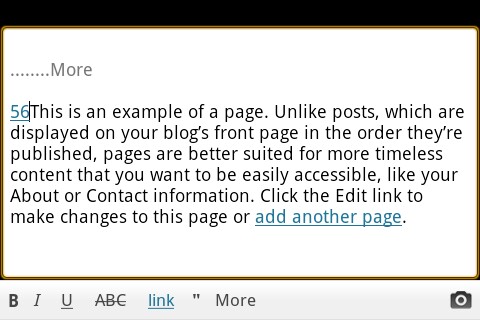 ........More
56This is an example of a page. Unlike posts, which are
displayed on your blog’s front page in the order they’re
published, pages are better suited for more timeless
content that you want to be easily accessible, like your
About or Contact information. Click the Edit link to
make changes to this page or add another page.
B I U ABC link " More